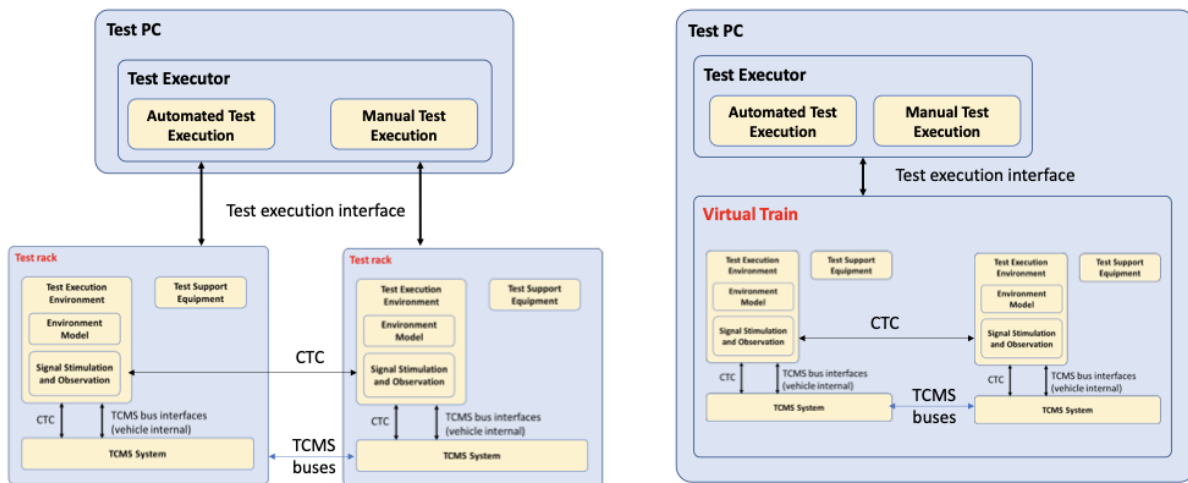 Test PC
Test Executor
Automated Test
Execution
Manual Test
Execution
Test execution interface
Test rack
Test Execution
Environment
Test Support
Equipment
Environment
Model
Signal Stimulation
and Observation
CTC
TCMS bus interfaces
(vehicle internal)
TCMS System
CTC
TCMS
buses
Test rack
Test Execution
Environment
Test Support
Equipment
Environment
Model
Signal Stimulation
and Observation
CTC
TCMS bus interfaces
(vehicle internal)
TCMS System
Test PC
Test Executor
Automated Test
Execution
Manual Test
Execution
Test execution interface
Virtual Train
Test Execution
Environment
Test Support
Equipment
Environment
Model
Signal Stimulation
and Observation
CTC
TCMS bus interfaces
(vehicle internal)
TCMS System
CTC
TCMS
buses
Test Execution
Environment
Test Support
Equipment
Environment
Model
Signal Stimulation
and Observation
CTC
TCMS bus interfaces
(vehicle internal)
TCMS System